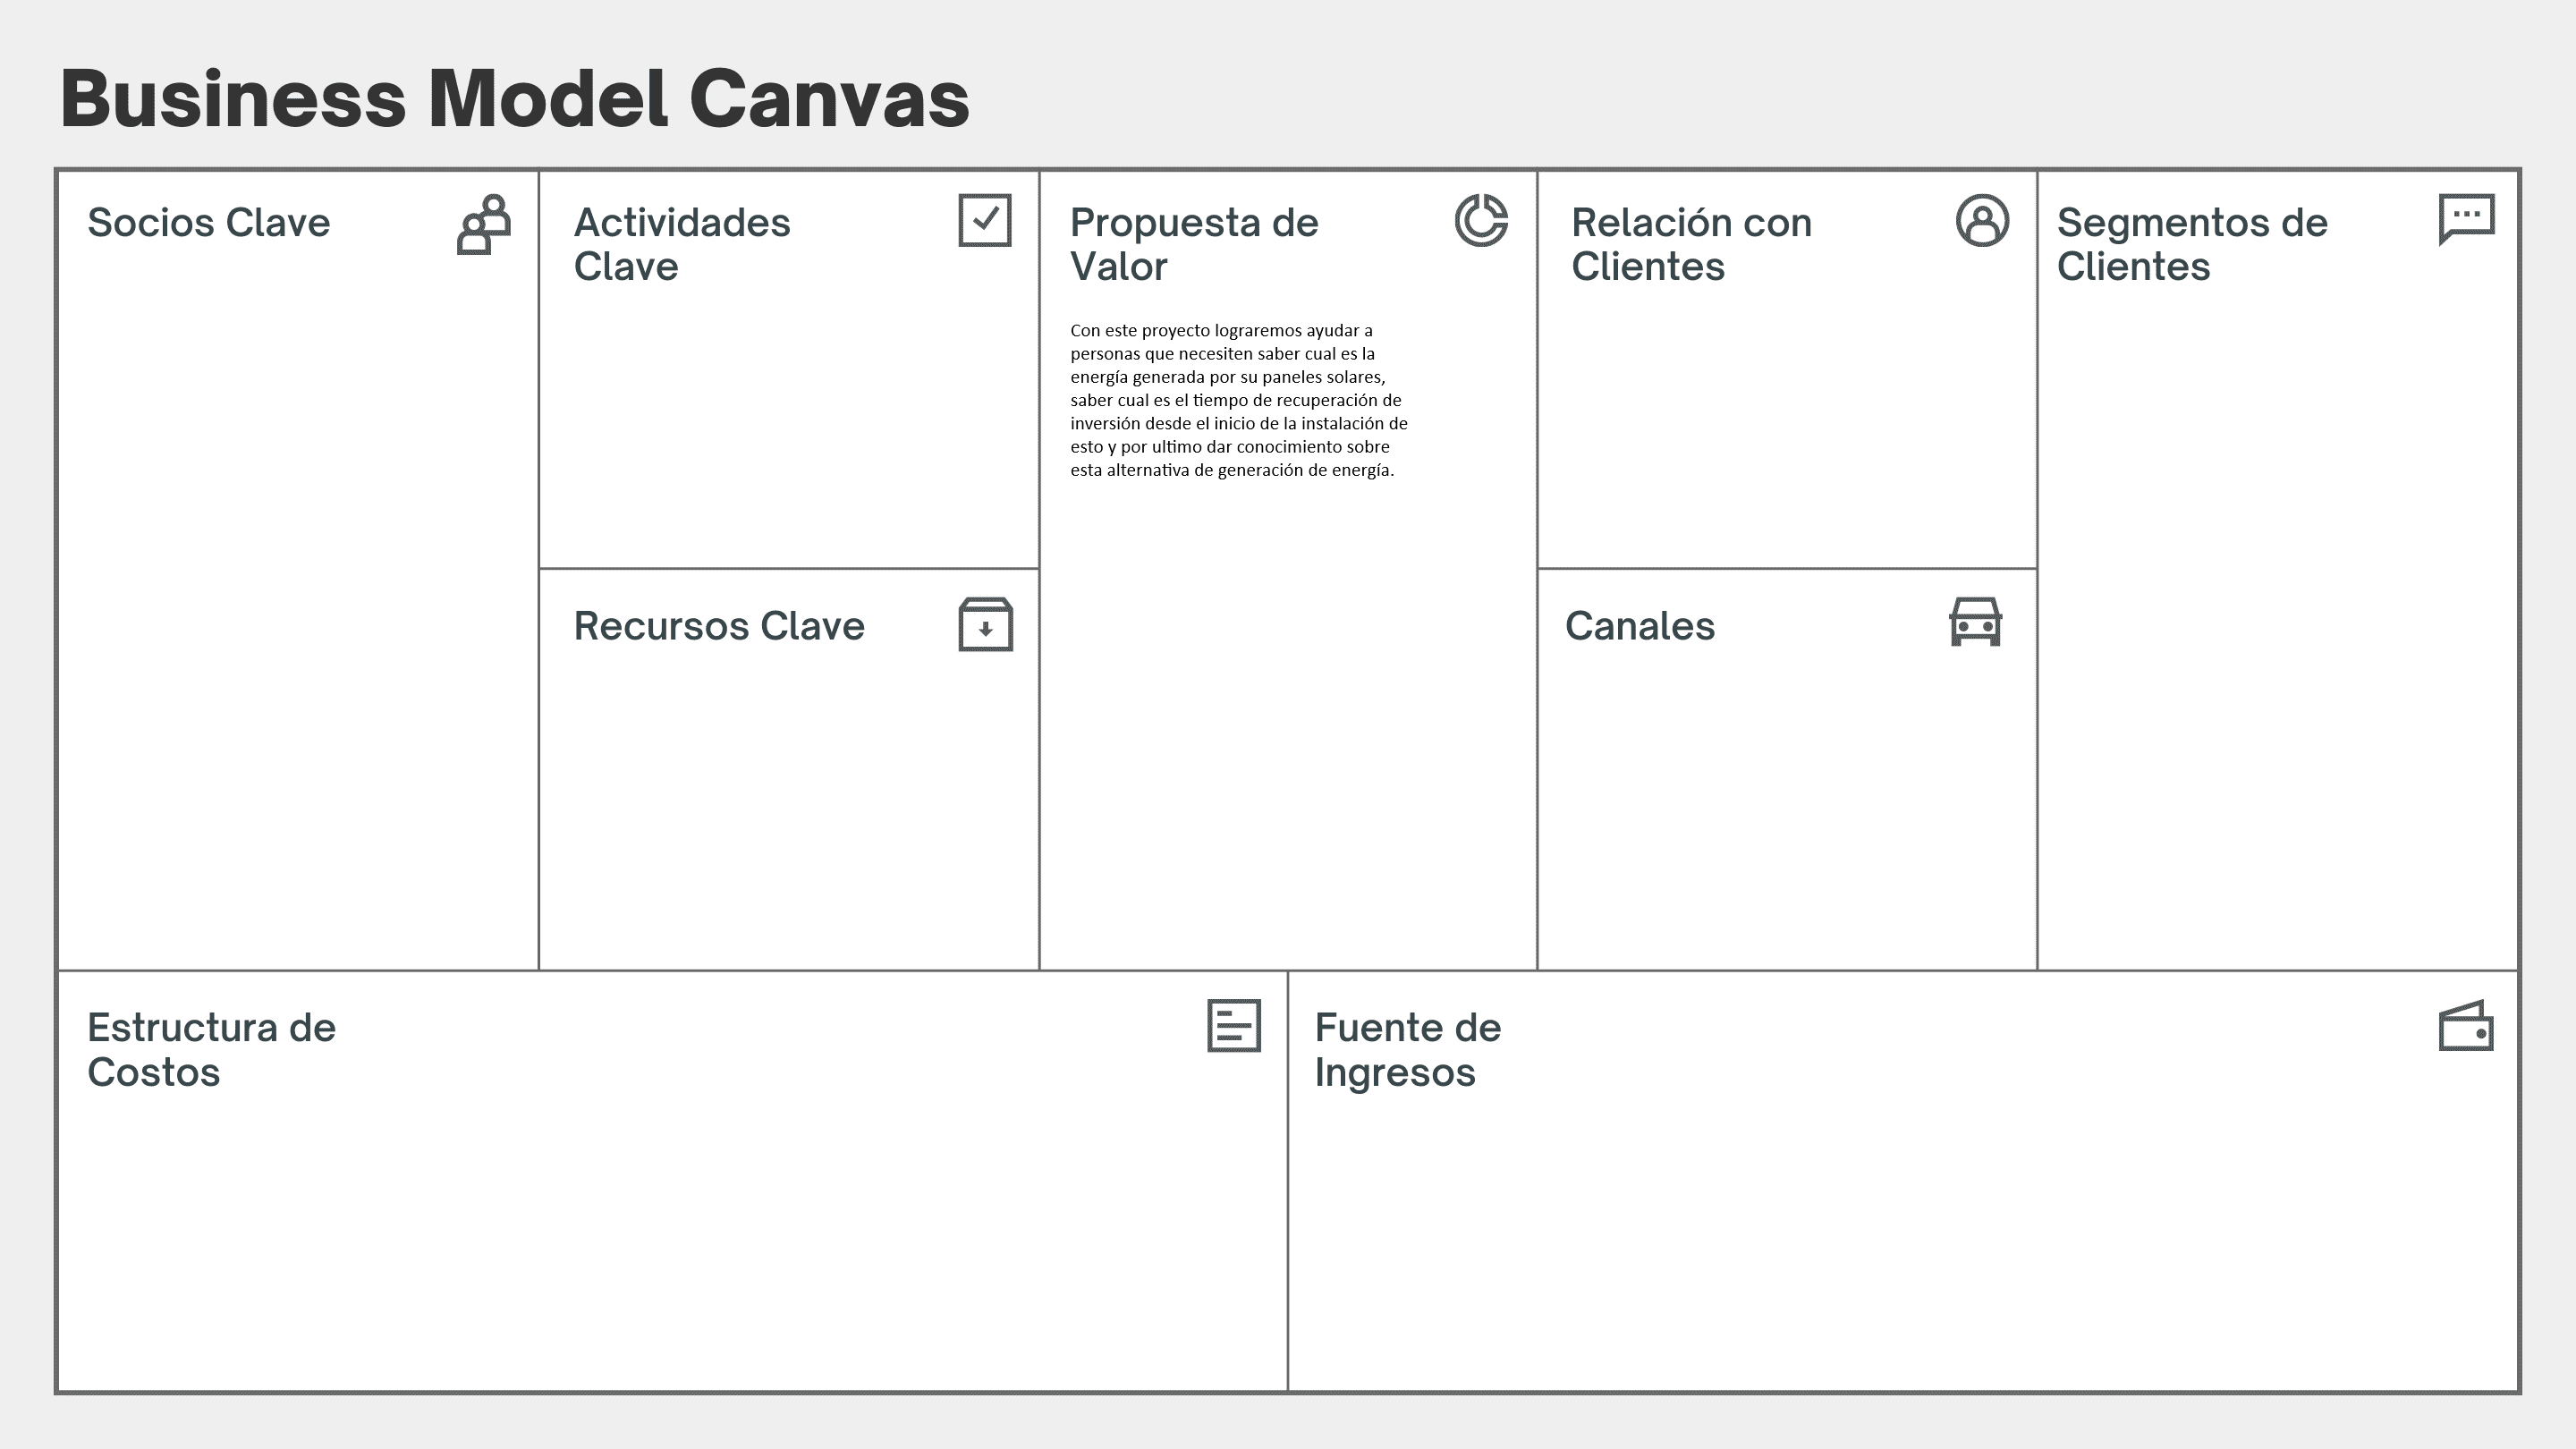 Business Model Canvas
Socios Clave
Actividades
Clave
Propuesta de
Valor
Con este proyecto lograremos ayudar a
personas que necesiten saber cual es la
energía generada por su paneles solares,
saber cual es el tiempo de recuperación de
inversión desde el inicio de la instalación de
esto y por ultimo dar conocimiento sobre
esta alternativa de generación de energía.
Relación con
Clientes
Segmentos de
Clientes
Recursos Clave
Canales
Estructura de
Costos
Fuente de
Ingresos